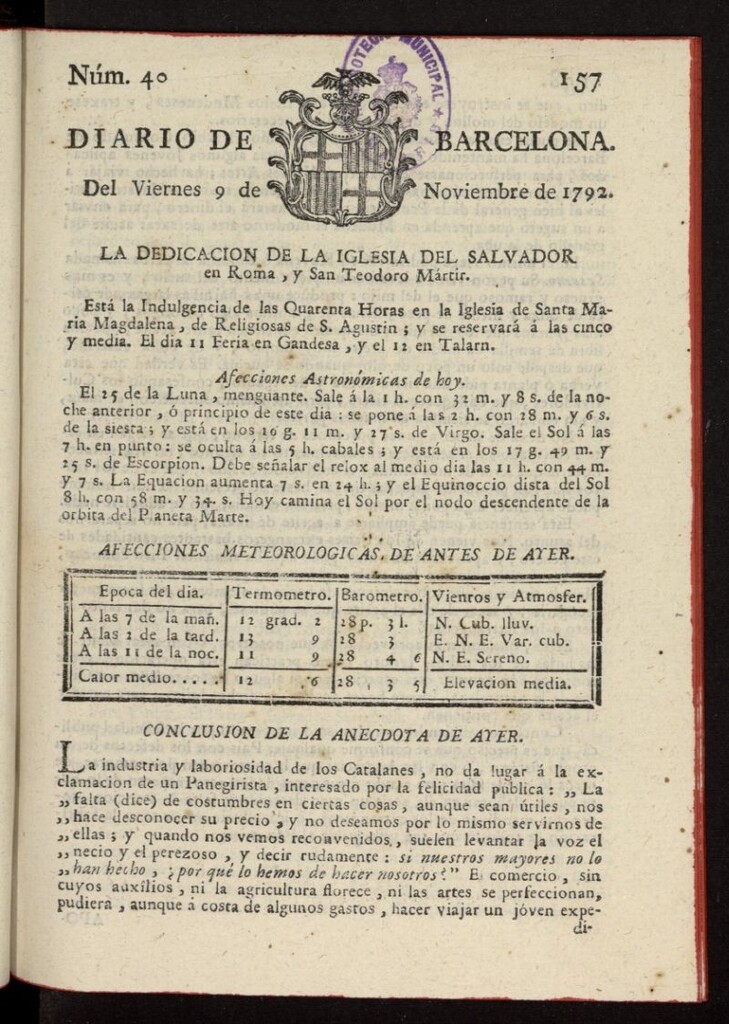 Núm. 40
157
BIBLIOTECA MUNICIPAL
DIARIO DE BARCELONA.
Del Viernes 9 de Noviembre de 1792.
LA DEDICACION DE LA IGLESIA DEL SALVADOR
en Roma, y San Teodoro Mártir.
Está la Indulgencia de las Quarenta Horas en la Iglesia de Santa Ma-
ria Magdalena, de Religiosas de S. Agustin; y se reservará á las cinco
y media. El dia 11 Feria en Gandesa, y el 12 en Talarn.
Afecciones Astronómicas de hoy.
El 25 de la Luna, menguante. Sale á la 1 h. con 32 m. y 8 s. de la no-
che anterior, ó principio de este dia: se pone á las 2 h. con 28 m. y 6 s.
de la siesta; y está en los 16 g. 11 m. y 27 s. de Virgo. Sale el Sol á las
7 h. en punto: se oculta á las 5 h. cabales; y está en los 17 g. 49 m. y
25 s. de Escorpion. Debe señalar el relox al medio dia las 11 h. con 44 m.
y 7 s. La Equacion aumenta 7 s. en 24 h.; y el Equinoccio dista del Sol
8 h. con 58 m. y 34. s. Hoy camina el Sol por el nodo descendente de la
orbita del Planeta Marte.
AFECCIONES METEOROLOGICAS. DE ANTES DE AYER.
Epoca del dia. Termometro. Barometro. Vientos y Atmosfer.
A las 7 de la mañ. 12 grad. 2 28 p. 3 l. N. Cub. lluv.
A las 2 de la tard. 13 9 28 3 E. N. E. Var. cub.
A las 11 de la noc. 11 9 28 4 6 N. E. Sereno.
Calor medio..... 12 6 28 3 5 Elevacion media.
CONCLUSION DE LA ANECDOTA DE AYER.
La industria y laboriosidad de los Catalanes, no da lugar á la ex-
clamacion de un Panegirista, interesado por la felicidad pública: „ La
„ falta (dice) de costumbres en ciertas cosas, aunque sean útiles, nos
„ hace desconocer su precio, y no deseamos por lo mismo servirnos de
„ ellas; y quando nos vemos reconvenidos, suelen levantar la voz el
„ necio y el perezoso, y decir rudamente: si nuestros mayores no lo
„ han hecho, ¿por qué lo hemos de hacer nosotros?" El comercio, sin
cuyos auxîlios, ni la agricultura florece, ni las artes se perfeccionan,
pudiera, aunque á costa de algunos gastos, hacer viajar un jóven expe-
di-